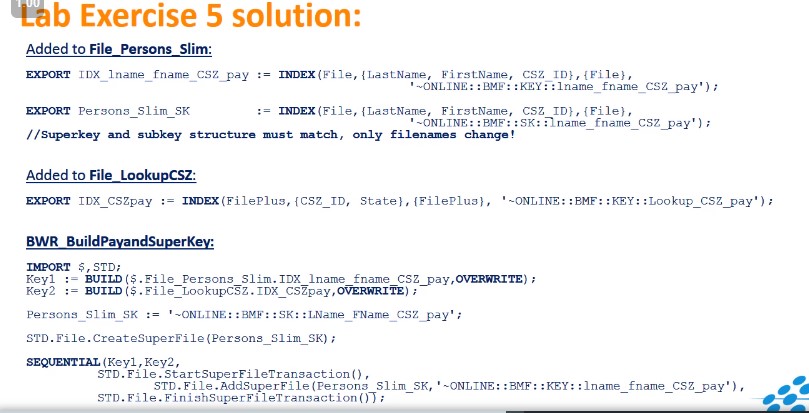 1:00
Lab Exercise 5 solution:
Added to File_Persons_Slim:
EXPORT IDX_lname_fname_CSZ_pay := INDEX(File,{LastName, FirstName, CSZ_ID},{File},
'~ONLINE::BMF::KEY::lname_fname_CSZ_pay');
EXPORT Persons_Slim_SK := INDEX(File,{LastName, FirstName, CSZ_ID},{File},
'~ONLINE::BMF::SK::lname_fname_CSZ_pay');
//Superkey and subkey structure must match, only filenames change!
Added to File_LookupCSZ:
EXPORT IDX_CSZpay := INDEX(FilePlus,{CSZ_ID, State},{FilePlus}, '~ONLINE::BMF::KEY::Lookup_CSZ_pay');
BWR_BuildPayandSuperKey:
IMPORT $,STD;
Key1 := BUILD($.File_Persons_Slim.IDX_lname_fname_CSZ_pay,OVERWRITE);
Key2 := BUILD($.File_LookupCSZ.IDX_CSZpay,OVERWRITE);
Persons_Slim_SK := '~ONLINE::BMF::SK::LName_FName_CSZ_pay';
STD.File.CreateSuperFile(Persons_Slim_SK);
SEQUENTIAL(Key1,Key2,
STD.File.StartSuperFileTransaction(),
STD.File.AddSuperFile(Persons_Slim_SK,'~ONLINE::BMF::KEY::lname_fname_CSZ_pay'),
STD.File.FinishSuperFileTransaction());